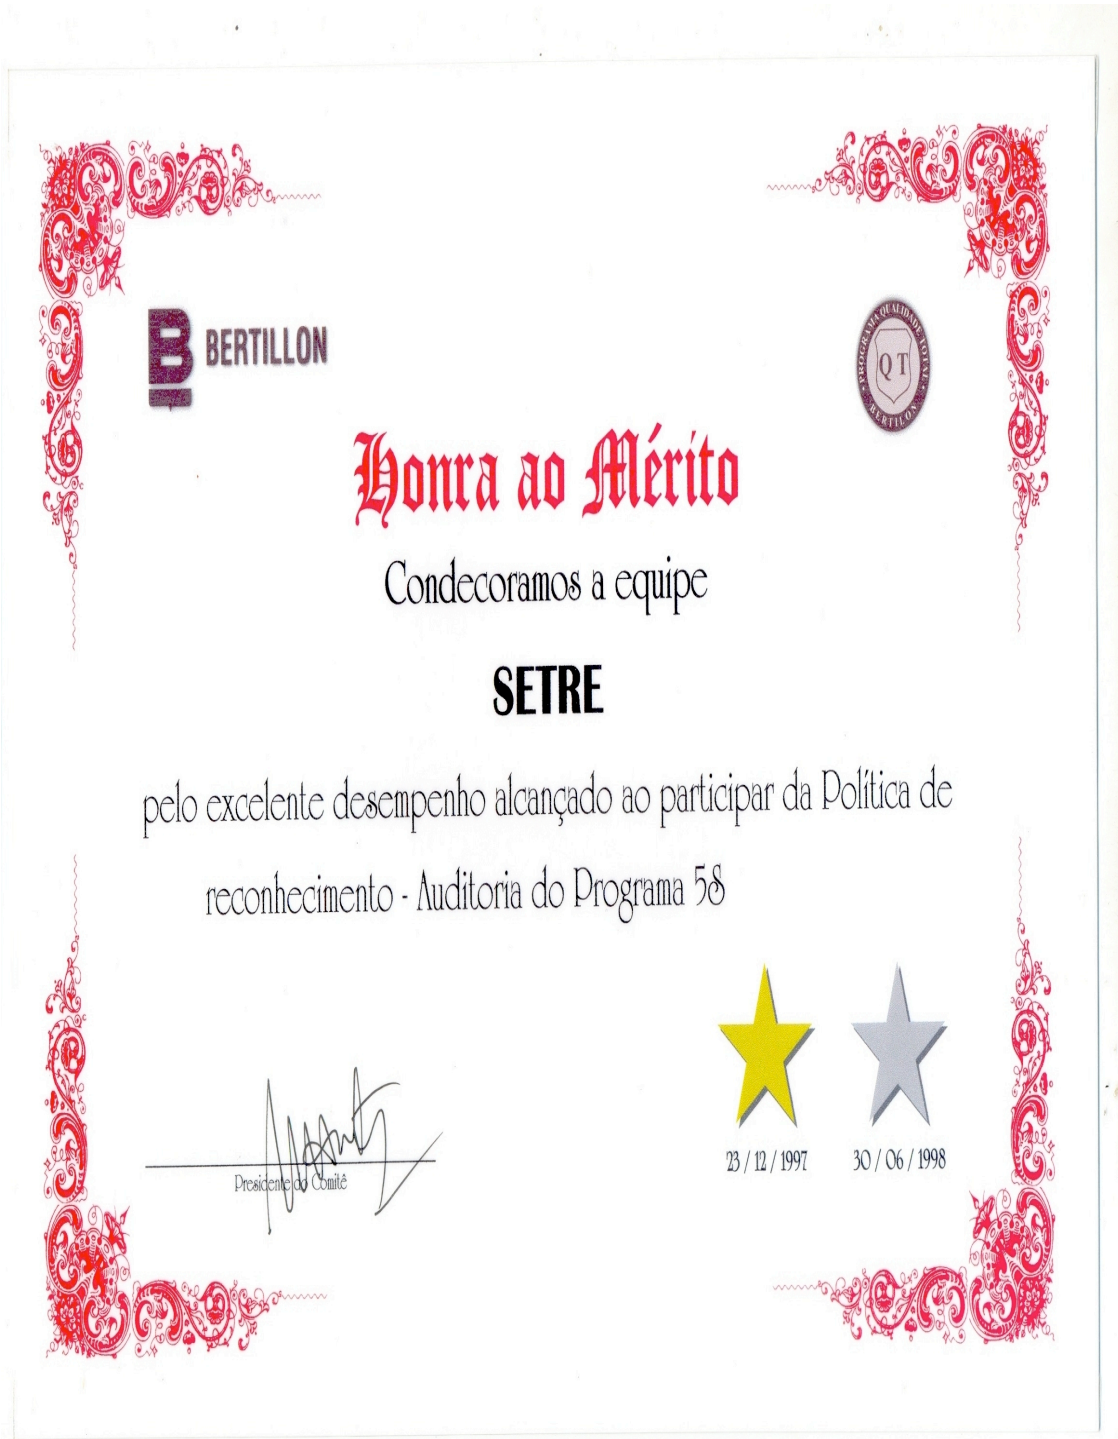 B BERTILLON
PROGRAMA QUALIDADE TOTAL
QT
BERTILON
Honra ao Mérito
Condecoramos a equipe
SETRE
pelo excelente desempenho alcançado ao participar da Política de
reconhecimento - Auditoria do Programa 5S
23 / 12 / 1997 30 / 06 / 1998
Presidente do Comitê